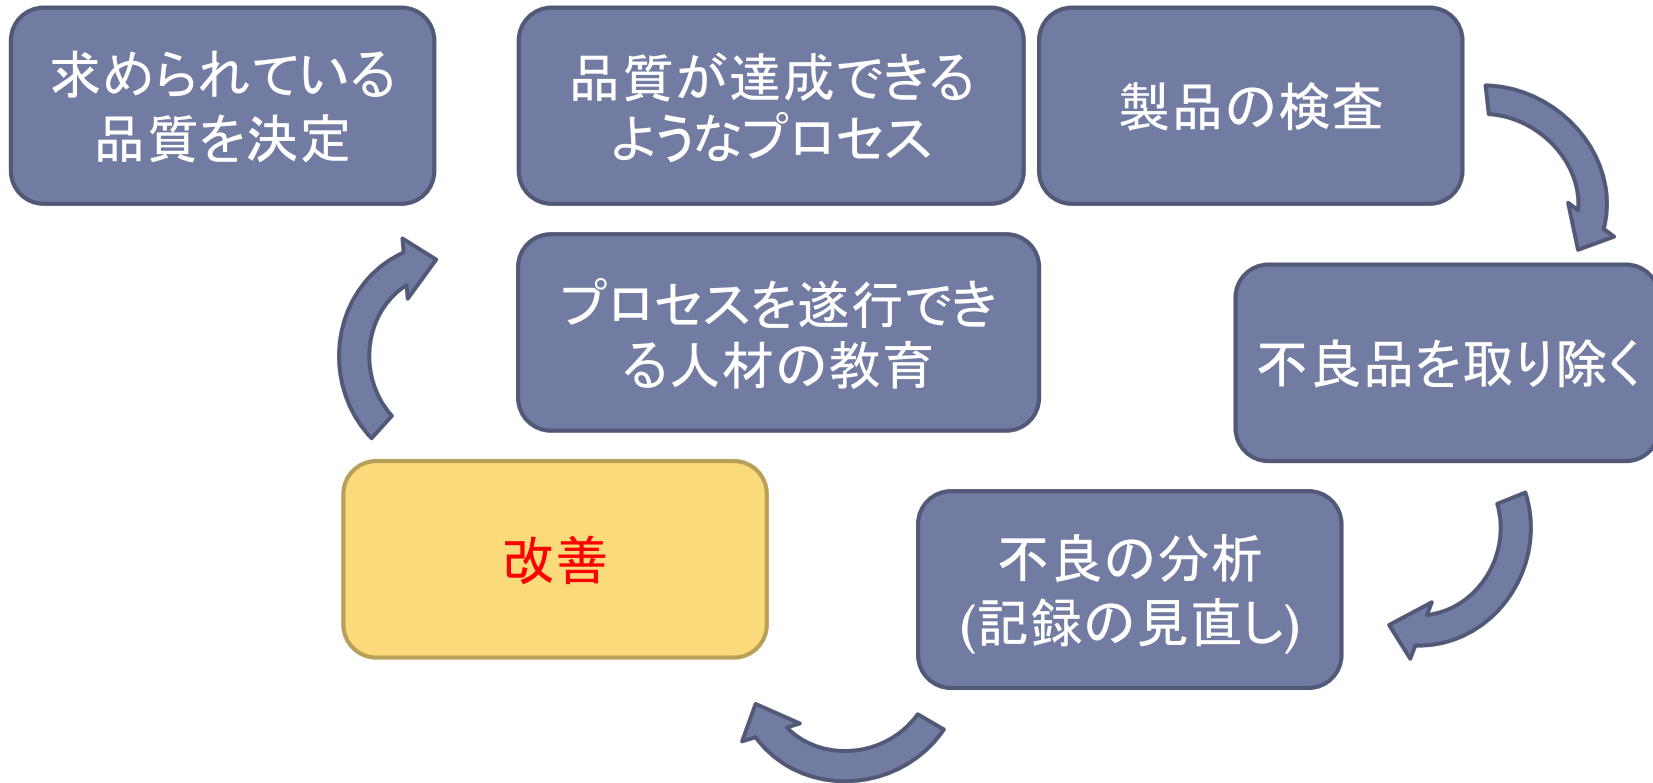 求められている
品質を決定
品質が達成できる
ようなプロセス
製品の検査
プロセスを遂行でき
る人材の教育
不良品を取り除く
改善
不良の分析
(記録の見直し)